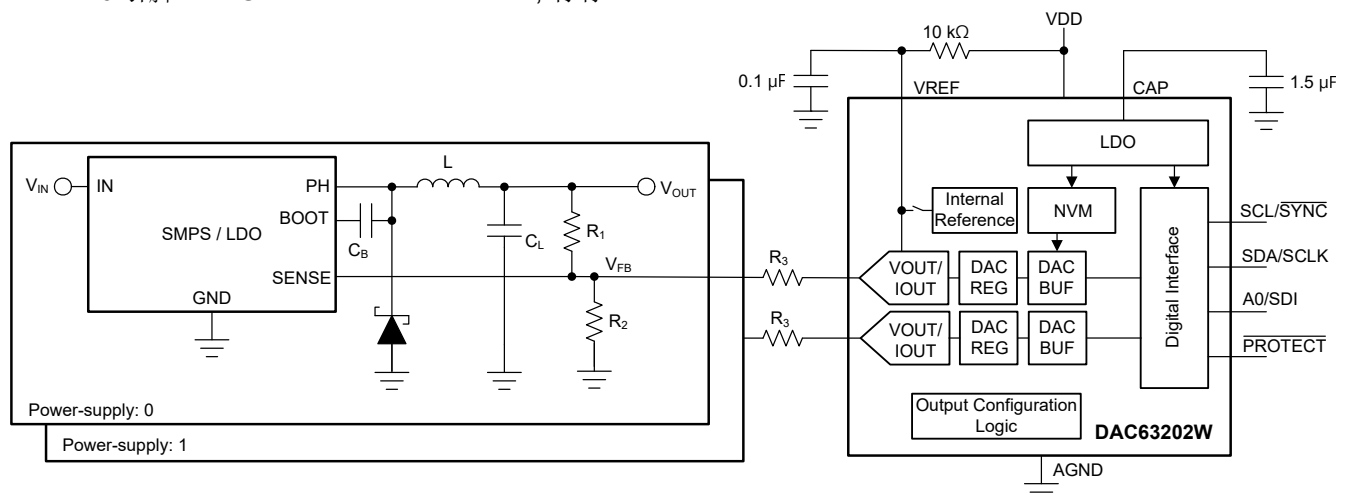 VDD
10 kΩ
0.1 µF
VREF
CAP
1.5 µF
LDO
VIN
IN
PH
L
VOUT
BOOT
SMPS / LDO
CB
CL
R1
SENSE
VFB
GND
R2
R3
R3
Internal
Reference
NVM
VOUT/
IOUT
DAC
REG
DAC
BUF
VOUT/
IOUT
DAC
REG
DAC
BUF
Digital Interface
SCL/SYNC
SDA/SCLK
A0/SDI
PROTECT
Output Configuration
Logic
DAC63202W
AGND
Power-supply: 0
Power-supply: 1